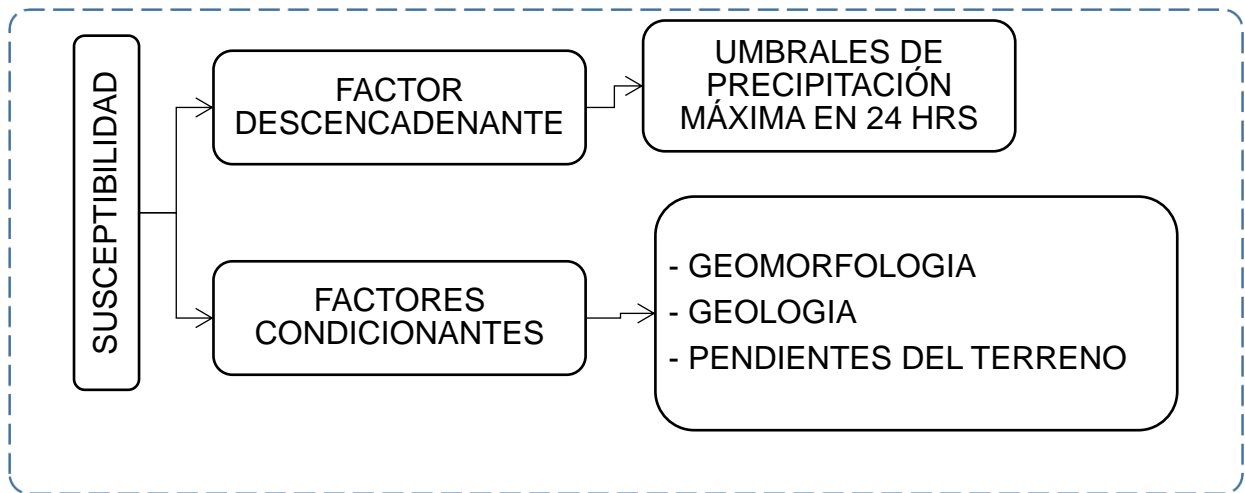 SUSCEPTIBILIDAD
FACTOR
DESCENCADENANTE
UMBRALES DE
PRECIPITACIÓN
MÁXIMA EN 24 HRS
FACTORES
CONDICIONANTES
- GEOMORFOLOGIA
- GEOLOGIA
- PENDIENTES DEL TERRENO